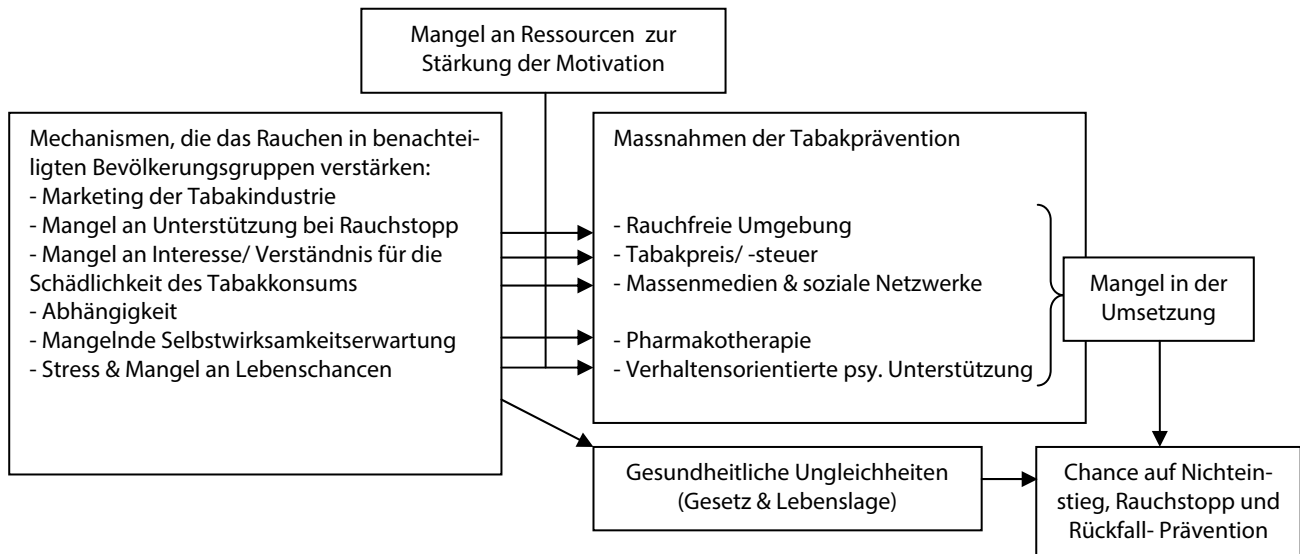 Mangel an Ressourcen zur
Stärkung der Motivation
Mechanismen, die das Rauchen in benachtei-
ligten Bevölkerungsgruppen verstärken:
- Marketing der Tabakindustrie
- Mangel an Unterstützung bei Rauchstopp
- Mangel an Interesse/ Verständnis für die
Schädlichkeit des Tabakkonsums
- Abhängigkeit
- Mangelnde Selbstwirksamkeitserwartung
- Stress & Mangel an Lebenschancen
Massnahmen der Tabakprävention
- Rauchfreie Umgebung
- Tabakpreis/ -steuer
- Massenmedien & soziale Netzwerke
- Pharmakotherapie
- Verhaltensorientierte psy. Unterstützung
Mangel in der
Umsetzung
Gesundheitliche Ungleichheiten
(Gesetz & Lebenslage)
Chance auf Nichtein-
stieg, Rauchstopp und
Rückfall- Prävention